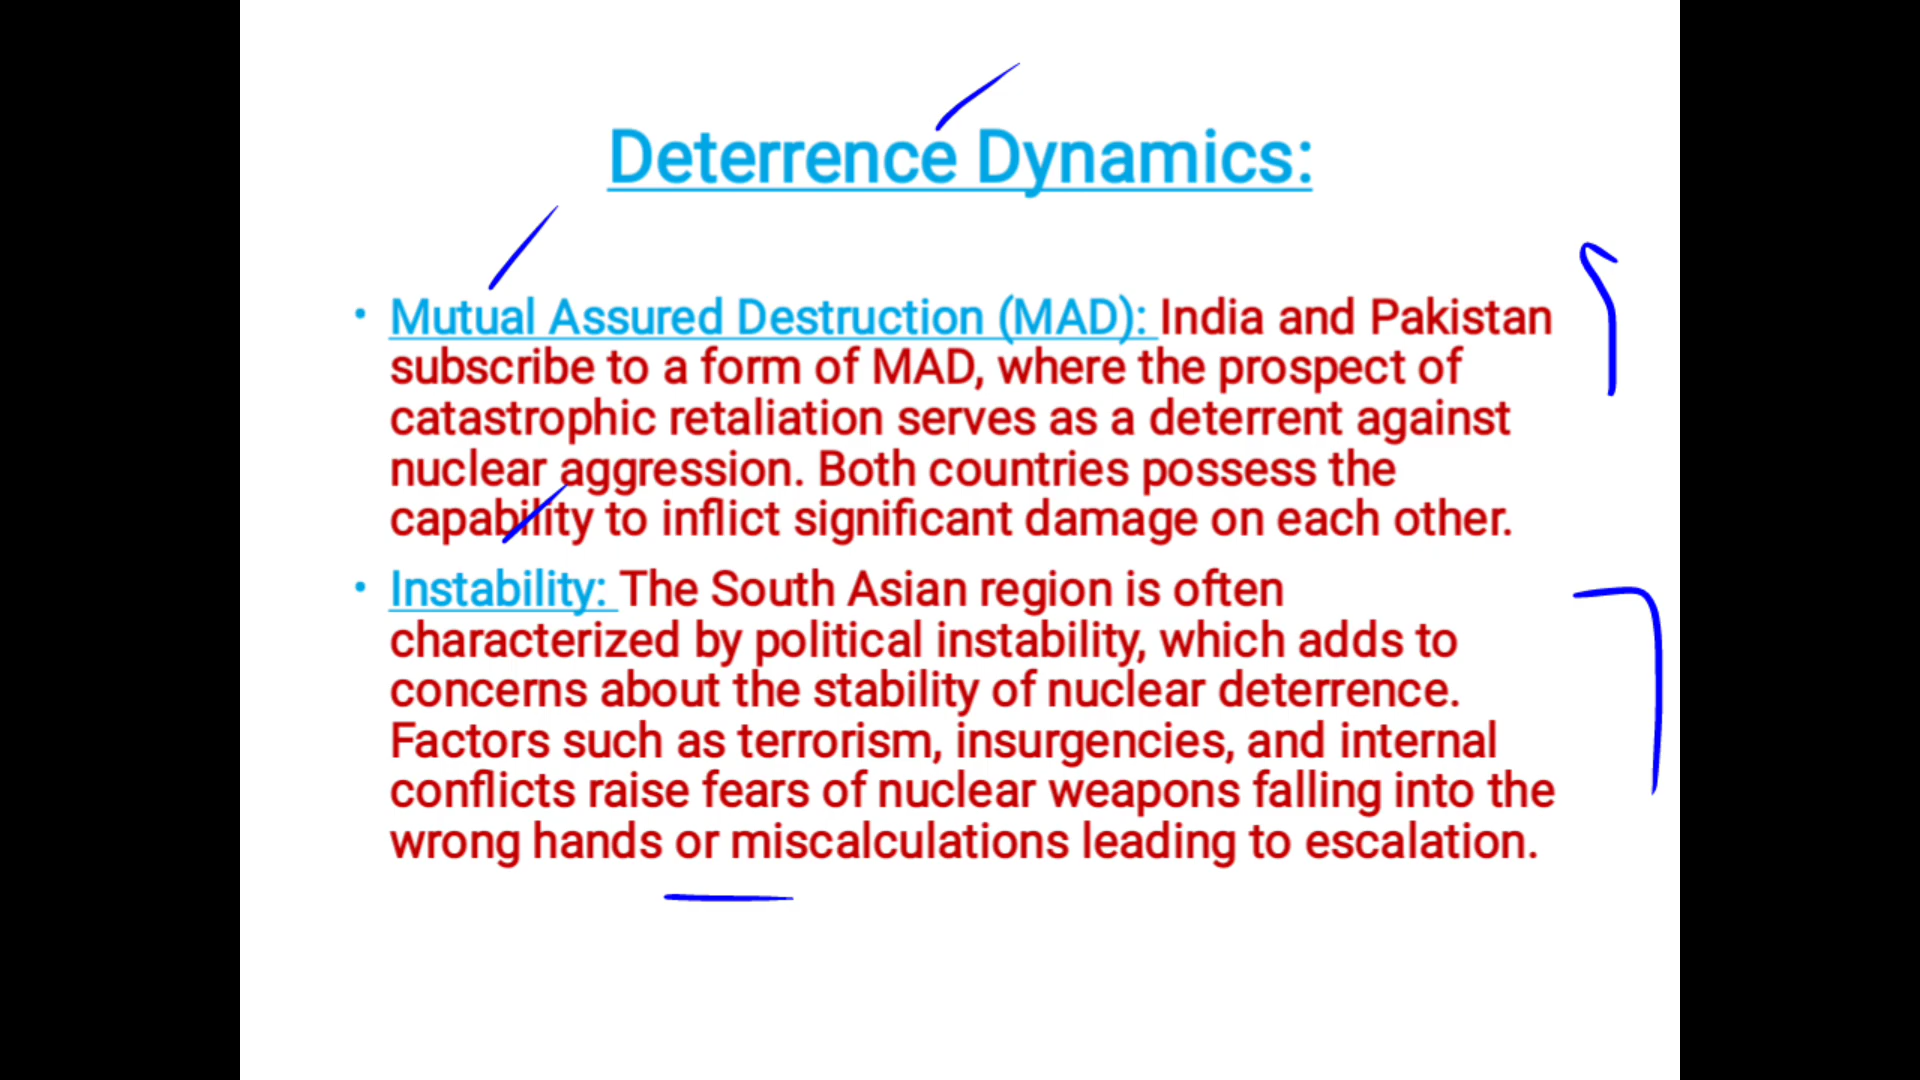 Deterrence Dynamics:
• Mutual Assured Destruction (MAD): India and Pakistan
subscribe to a form of MAD, where the prospect of
catastrophic retaliation serves as a deterrent against
nuclear aggression. Both countries possess the
capability to inflict significant damage on each other.
• Instability: The South Asian region is often
characterized by political instability, which adds to
concerns about the stability of nuclear deterrence.
Factors such as terrorism, insurgencies, and internal
conflicts raise fears of nuclear weapons falling into the
wrong hands or miscalculations leading to escalation.